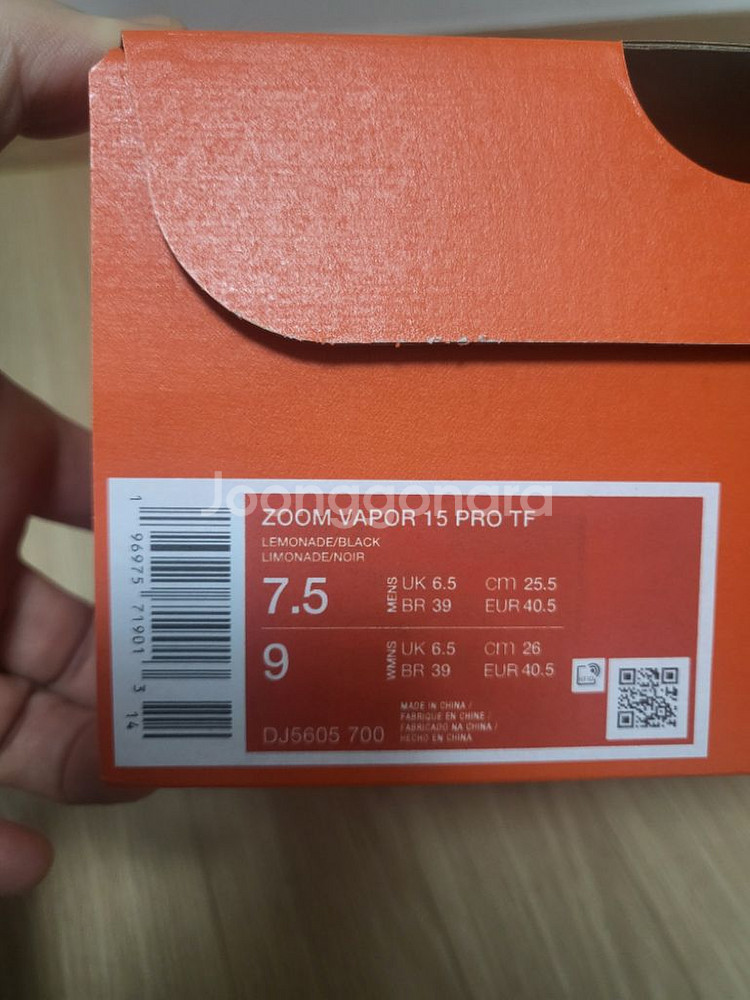 Joonggonara
ZOOM VAPOR 15 PRO TF
LEMONADE/BLACK
LIMONADE/NOIR
7.5 MENS UK 6.5 cm 25.5
BR 39 EUR 40.5
9 WMNS UK 6.5 cm 26
BR 39 EUR 40.5
MADE IN CHINA /
FABRIQUE EN CHINE /
FABRICADO NA CHINA /
HECHO EN CHINA
DJ5605 700
1 96975 71901 3 14